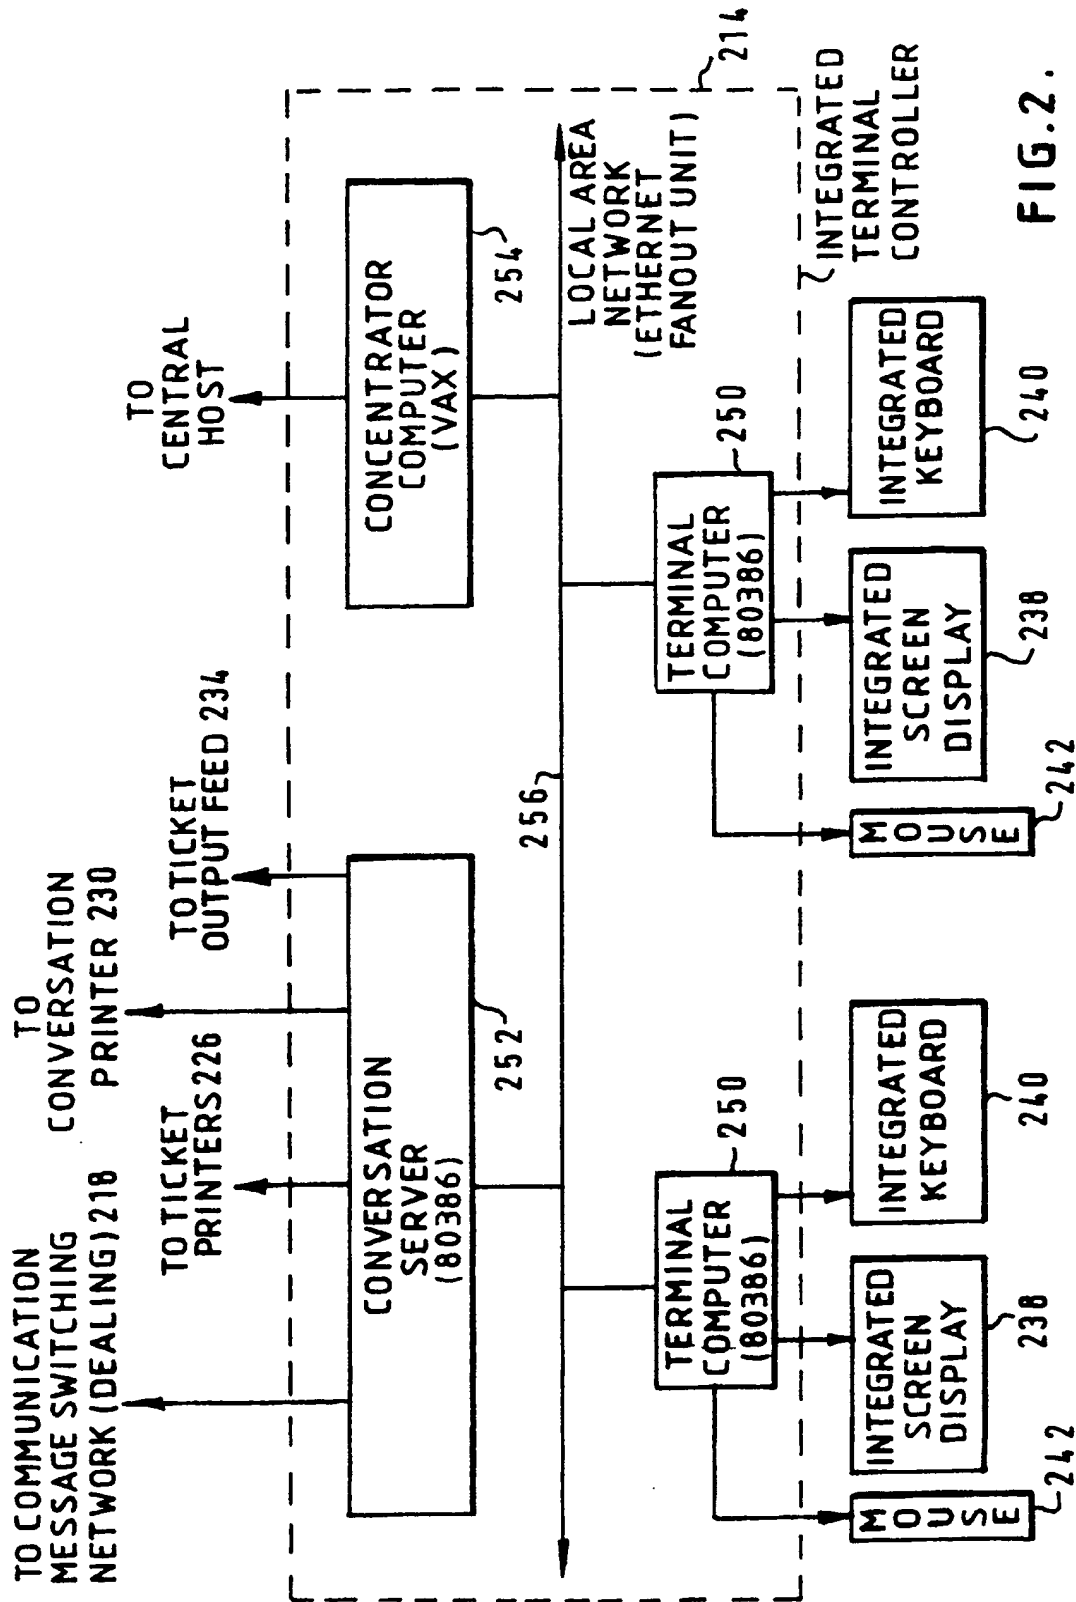 TO COMMUNICATION
MESSAGE SWITCHING
NETWORK (DEALING) 218
TO TICKET
PRINTERS 226
TO
CONVERSATION
PRINTER 230
TO TICKET
OUTPUT FEED 234
TO
CENTRAL
HOST
CONVERSATION
SERVER
(80386)
252
CONCENTRATOR
COMPUTER
(VAX)
254
256
LOCAL AREA
NETWORK
(ETHERNET
FANOUT UNIT)
214
TERMINAL
COMPUTER
(80386)
250
TERMINAL
COMPUTER
(80386)
250
INTEGRATED
TERMINAL
CONTROLLER
MOUSE
242
INTEGRATED
SCREEN
DISPLAY
238
INTEGRATED
KEYBOARD
240
MOUSE
242
INTEGRATED
SCREEN
DISPLAY
238
INTEGRATED
KEYBOARD
240
FIG.2.